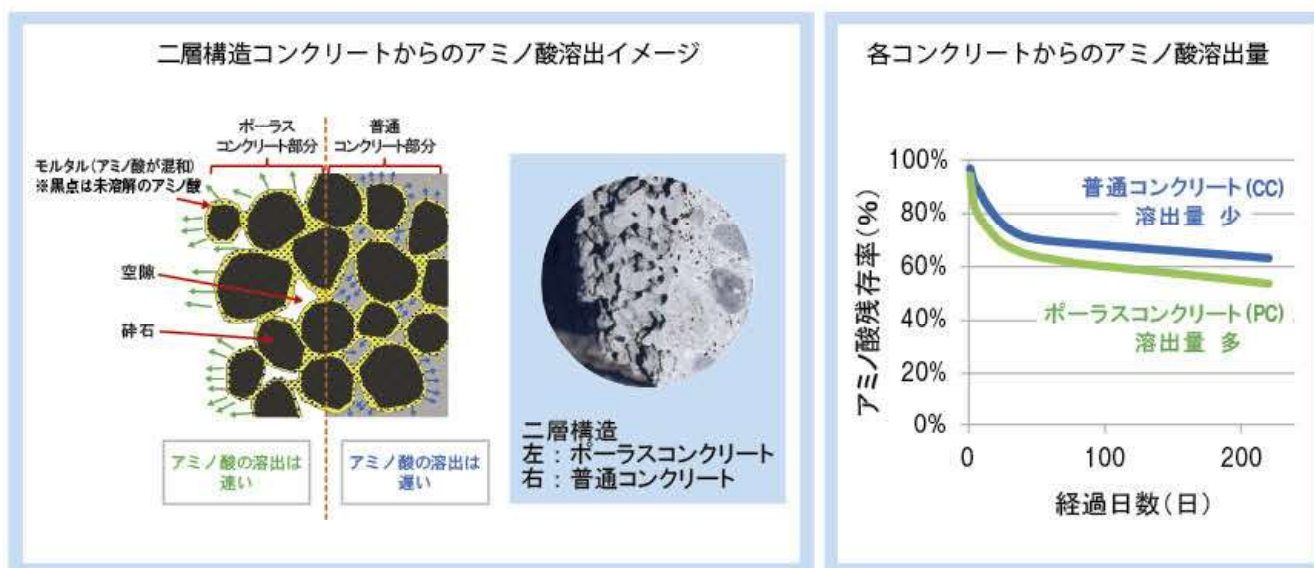 二層構造コンクリートからのアミノ酸溶出イメージ
ポーラス
コンクリート部分
普通
コンクリート部分
モルタル(アミノ酸が混和)
※黒点は未溶解のアミノ酸
空隙
砕石
アミノ酸の溶出は
速い
アミノ酸の溶出は
遅い
二層構造
左：ポーラスコンクリート
右：普通コンクリート
各コンクリートからのアミノ酸溶出量
アミノ酸残存率(%)
100%
80%
60%
40%
20%
0%
普通コンクリート(CC)
溶出量 少
ポーラスコンクリート(PC)
溶出量 多
0 100 200
経過日数(日)